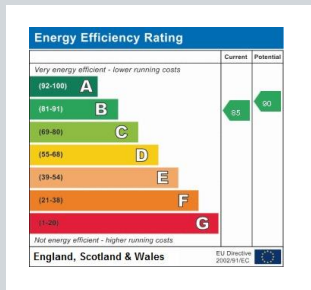 Energy Efficiency Rating
Current Potential
Very energy efficient - lower running costs
(92-100) A
(81-91) B
85
90
(69-80) C
(55-68) D
(39-54) E
(21-38) F
(1-20) G
Not energy efficient - higher running costs
England, Scotland & Wales
EU Directive
2002/91/EC